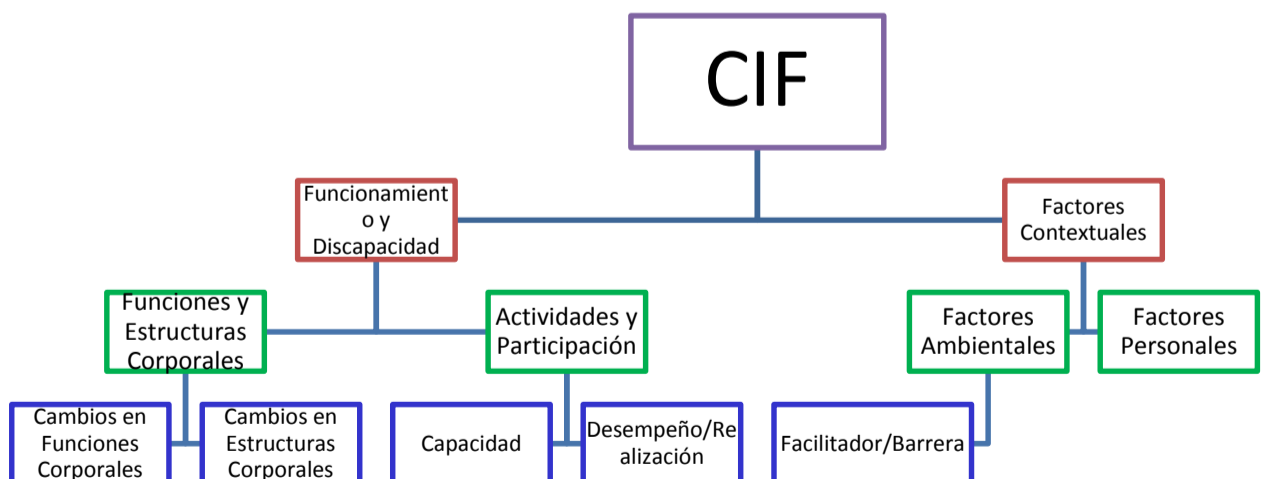 CIF
Funcionamient
o y
Discapacidad
Factores
Contextuales
Funciones y
Estructuras
Corporales
Actividades y
Participación
Factores
Ambientales
Factores
Personales
Cambios en
Funciones
Corporales
Cambios en
Estructuras
Corporales
Capacidad
Desempeño/Re
alización
Facilitador/Barrera